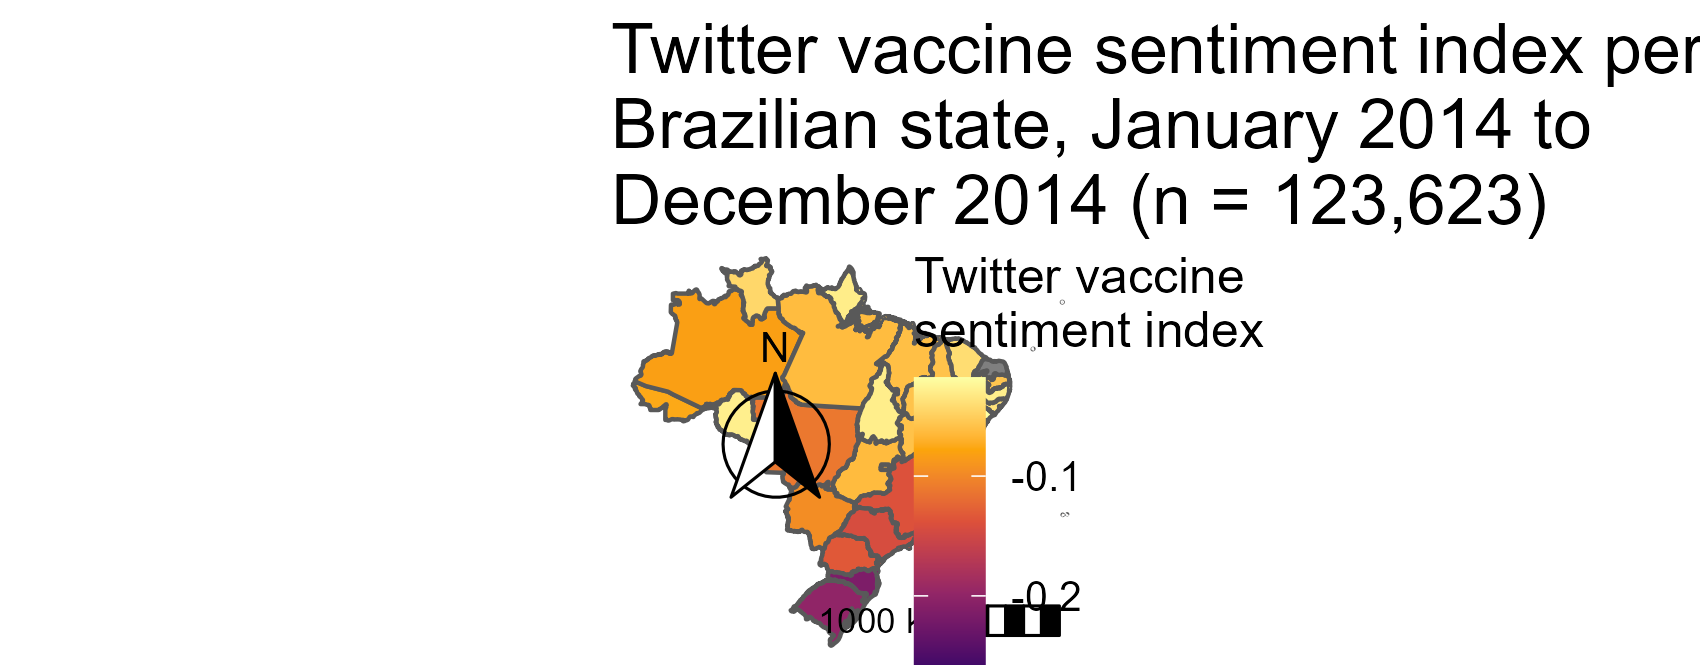 Twitter vaccine sentiment index per
Brazilian state, January 2014 to
December 2014 (n = 123,623)
Twitter vaccine
sentiment index
N
-0.1
-0.2
1000